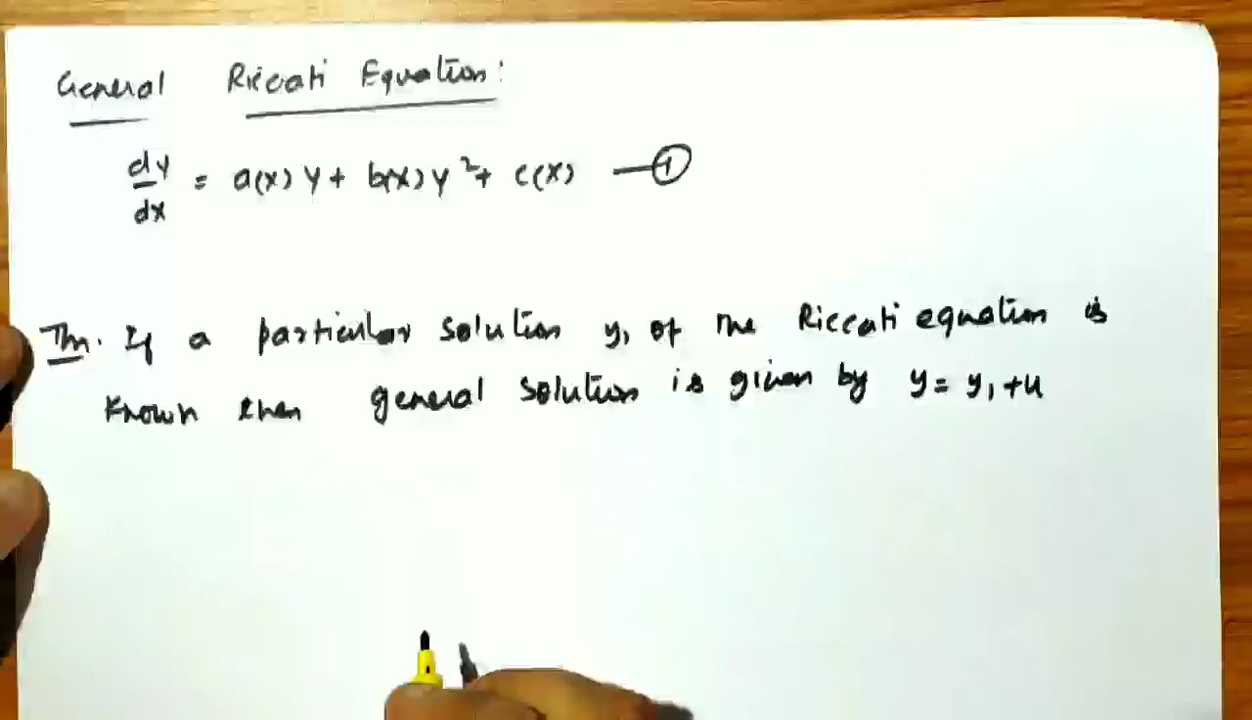 General Riccati Equation:
dy/dx = a(x) y + b(x) y² + c(x) —①
Thm. If a particular solution y₁ of the Riccati equation is
known then general solution is given by y = y₁ + u